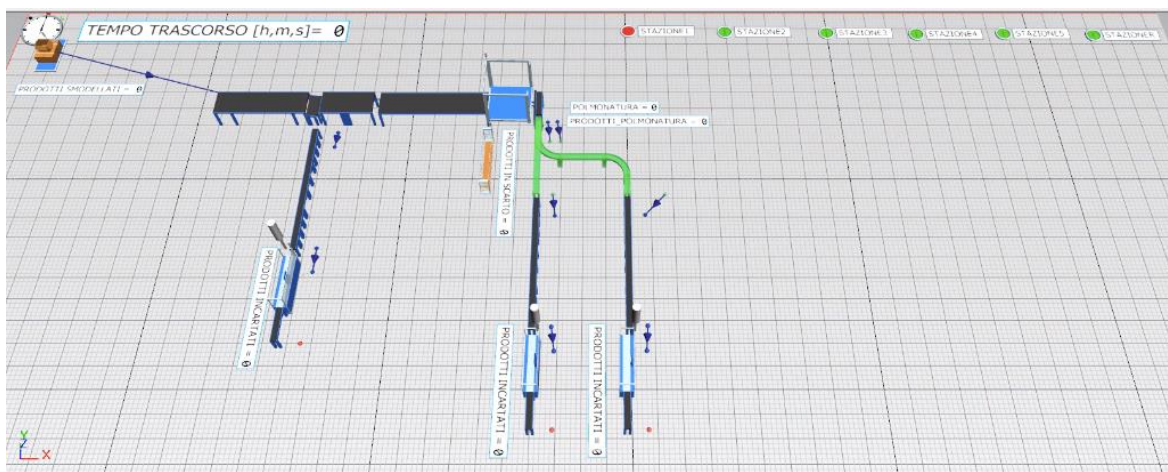 TEMPO TRASCORSO [h,m,s]= 0
STAZIONE1
STAZIONE2
STAZIONE3
STAZIONE4
STAZIONE5
PRODOTTI SMODELLATI = 0
POLMONATURA = 0
PRODOTTI_POLMONATURA = 0
PRODOTTI IN SCARTO = 0
PRODOTTI INCARTATI = 0
PRODOTTI INCARTATI = 0
PRODOTTI INCARTATI = 0
Y
Z
X